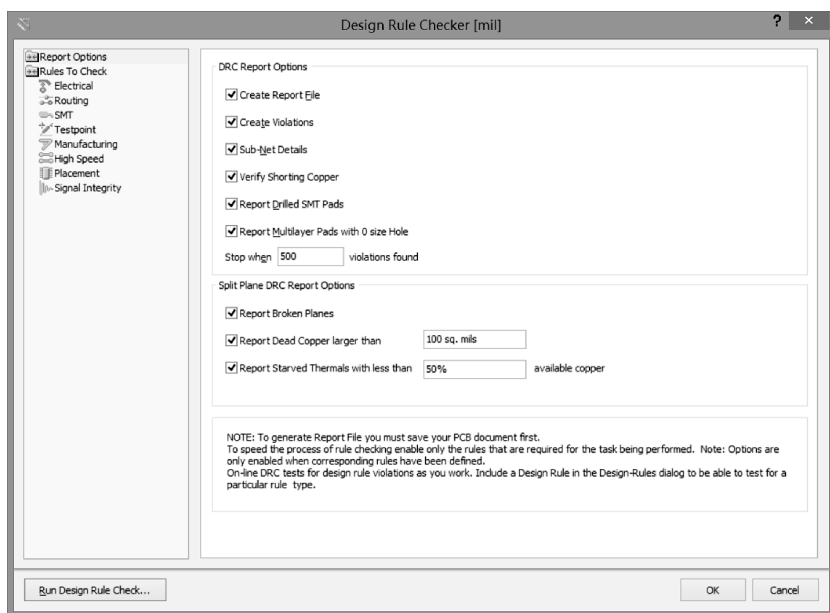 Design Rule Checker [mil]
Report Options
Rules To Check
Electrical
Routing
SMT
Testpoint
Manufacturing
High Speed
Placement
Signal Integrity
DRC Report Options
Create Report File
Create Violations
Sub-Net Details
Verify Shorting Copper
Report Drilled SMT Pads
Report Multilayer Pads with 0 size Hole
Stop when 500 violations found
Split Plane DRC Report Options
Report Broken Planes
Report Dead Copper larger than 100 sq. mils
Report Starved Thermals with less than 50% available copper
NOTE: To generate Report File you must save your PCB document first.
To speed the process of rule checking enable only the rules that are required for the task being performed. Note: Options are
only enabled when corresponding rules have been defined.
On-line DRC tests for design rule violations as you work. Include a Design Rule in the Design-Rules dialog to be able to test for a
particular rule type.
Run Design Rule Check... OK Cancel